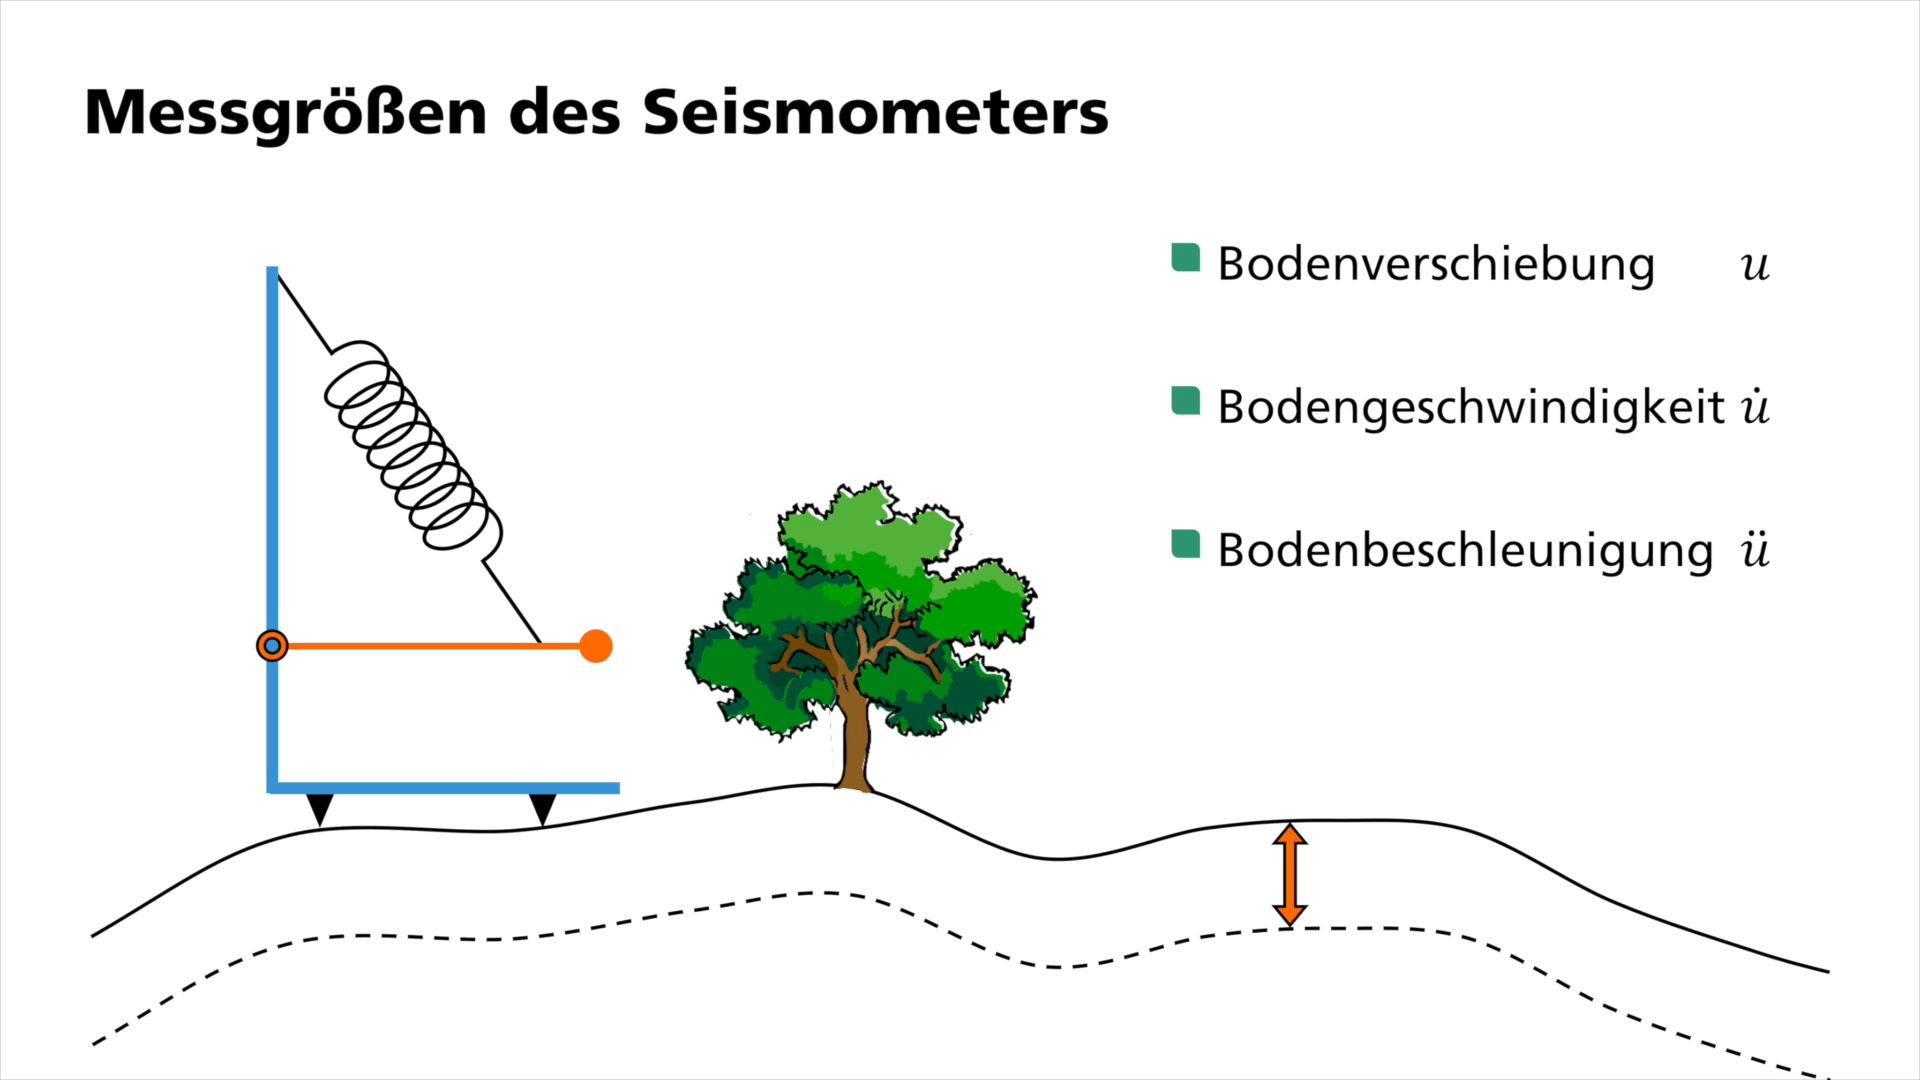 Messgrößen des Seismometers
Bodenverschiebung u
Bodengeschwindigkeit u̇
Bodenbeschleunigung ü